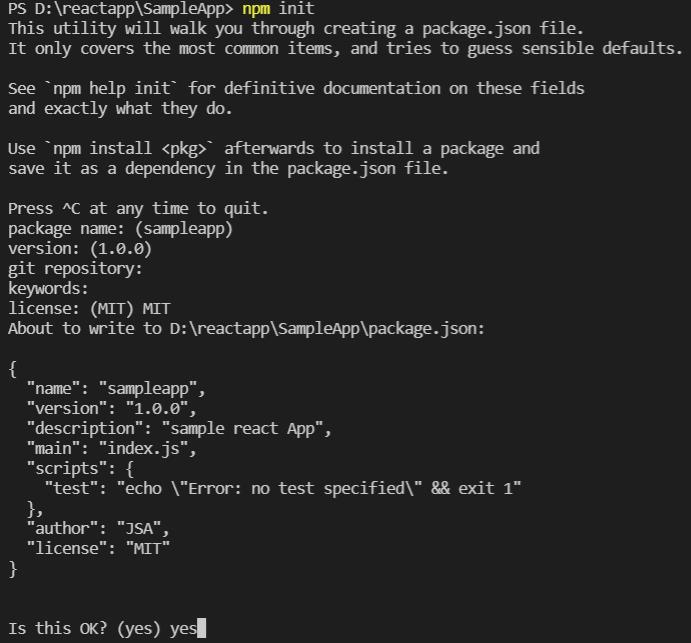 PS D:\reactapp\SampleApp> npm init
This utility will walk you through creating a package.json file.
It only covers the most common items, and tries to guess sensible defaults.
See `npm help init` for definitive documentation on these fields
and exactly what they do.
Use `npm install <pkg>` afterwards to install a package and
save it as a dependency in the package.json file.
Press ^C at any time to quit.
package name: (sampleapp)
version: (1.0.0)
git repository:
keywords:
license: (MIT) MIT
About to write to D:\reactapp\SampleApp\package.json:
{
  "name": "sampleapp",
  "version": "1.0.0",
  "description": "sample react App",
  "main": "index.js",
  "scripts": {
    "test": "echo \"Error: no test specified\" && exit 1"
  },
  "author": "JSA",
  "license": "MIT"
}
Is this OK? (yes) yes